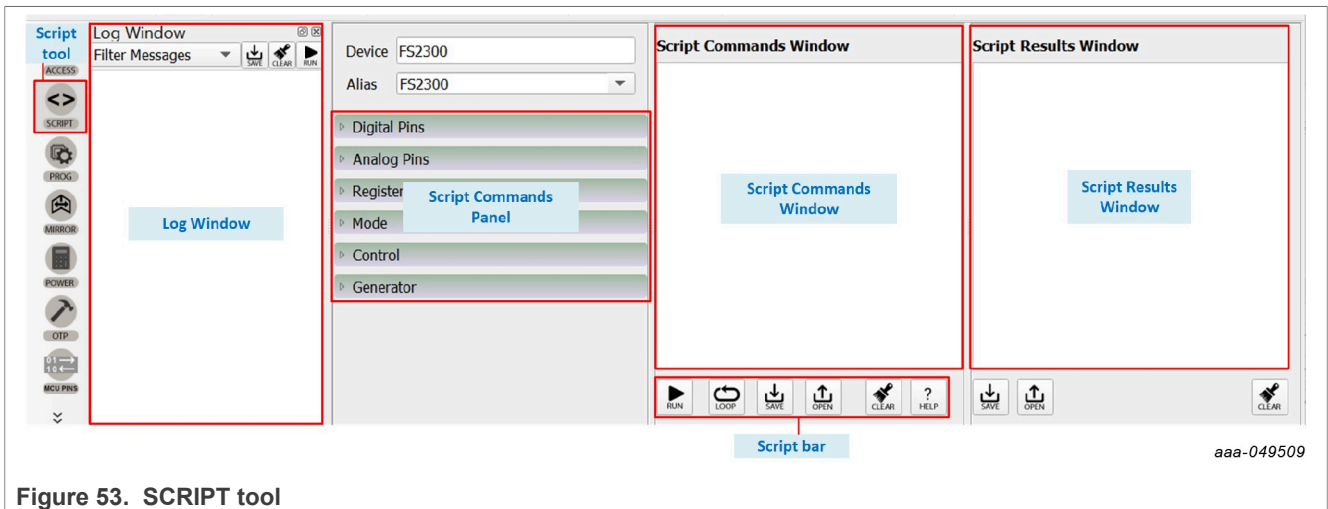 Script
tool
ACCESS
<>
SCRIPT
PROG
MIRROR
POWER
OTP
01
10
MCU PINS
Log Window
Filter Messages
SAVE
CLEAR
RUN
Log Window
Device FS2300
Alias FS2300
Digital Pins
Analog Pins
Register
Mode
Control
Generator
Script Commands
Panel
Script Commands Window
Script Commands
Window
RUN
LOOP
SAVE
OPEN
CLEAR
?
HELP
Script bar
Script Results Window
Script Results
Window
SAVE
OPEN
CLEAR
aaa-049509
Figure 53. SCRIPT tool